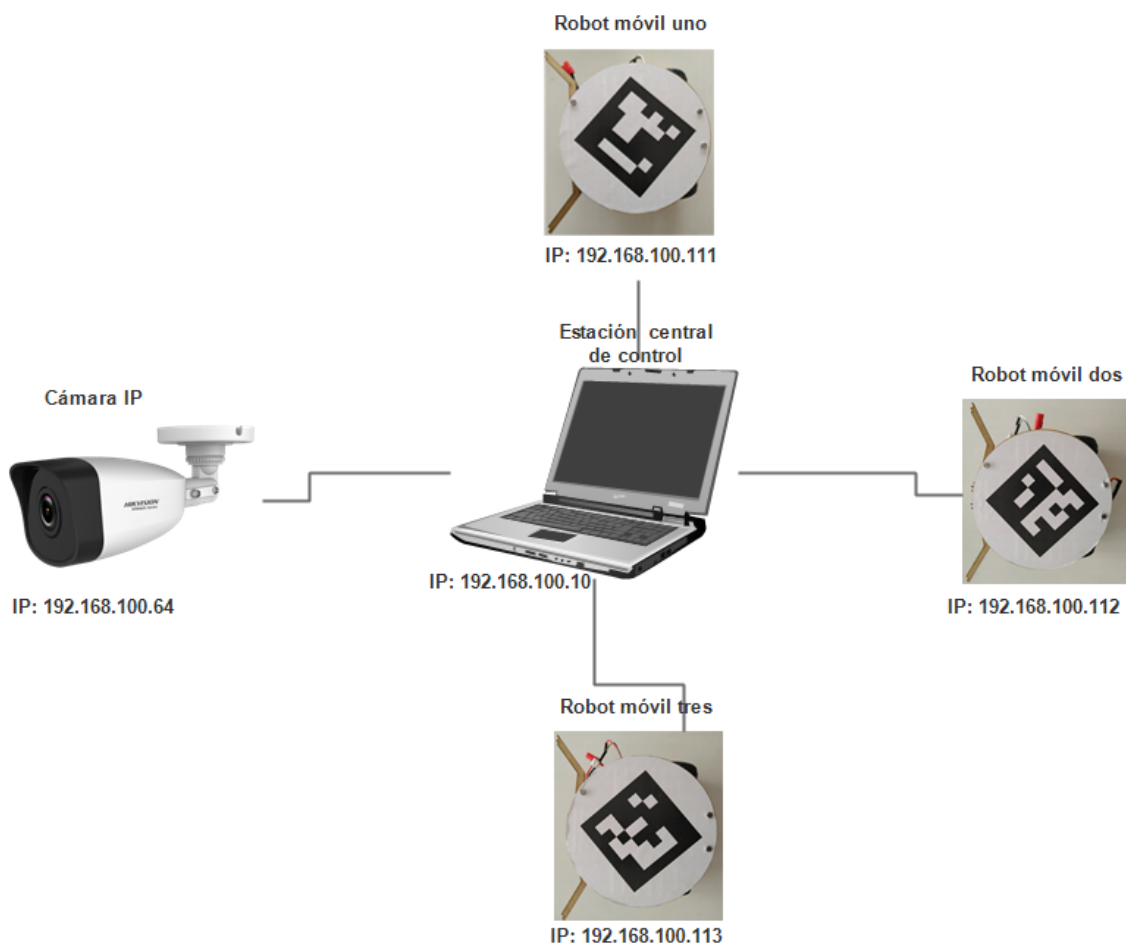 Robot móvil uno
IP: 192.168.100.111
Estación central
de control
Robot móvil dos
Cámara IP
HIKVISION
IP: 192.168.100.10
IP: 192.168.100.64
IP: 192.168.100.112
Robot móvil tres
IP: 192.168.100.113